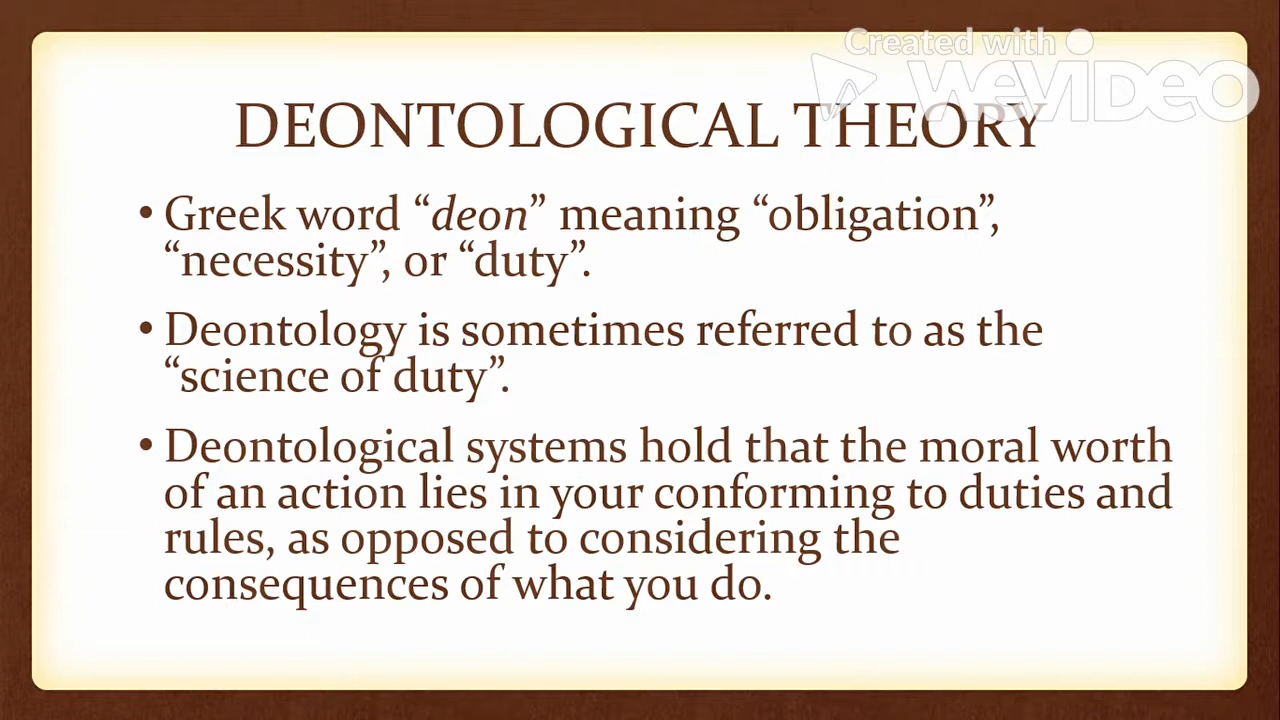 Created with
WEVIDEO
DEONTOLOGICAL THEORY
• Greek word “deon” meaning “obligation”,
“necessity”, or “duty”.
• Deontology is sometimes referred to as the
“science of duty”.
• Deontological systems hold that the moral worth
of an action lies in your conforming to duties and
rules, as opposed to considering the
consequences of what you do.